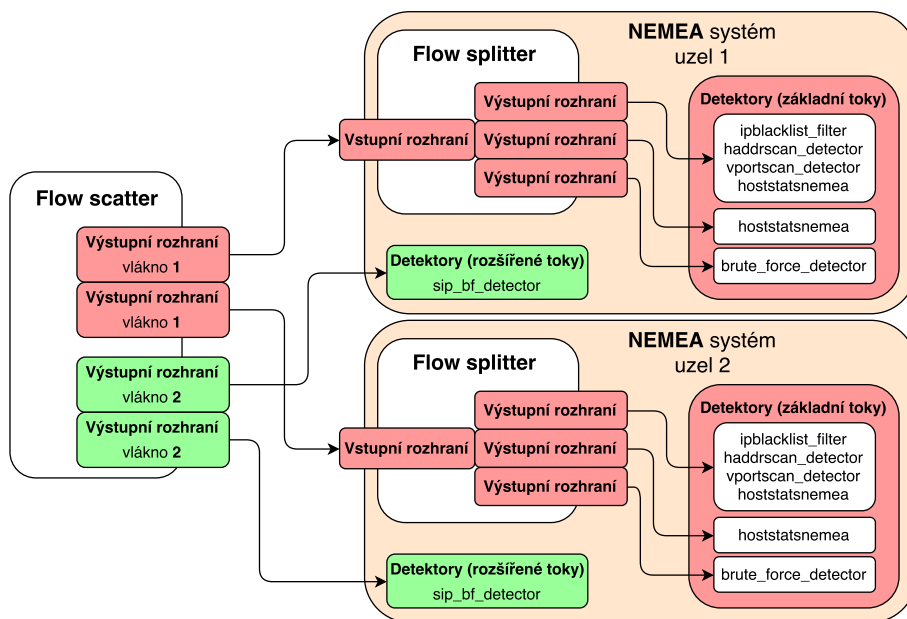 Flow scatter
Výstupní rozhraní
vlákno 1
Výstupní rozhraní
vlákno 1
Výstupní rozhraní
vlákno 2
Výstupní rozhraní
vlákno 2
NEMEA systém
uzel 1
Flow splitter
Vstupní rozhraní
Výstupní rozhraní
Výstupní rozhraní
Výstupní rozhraní
Detektory (základní toky)
ipblacklist_filter
haddrscan_detector
vportscan_detector
hoststatsnemea
hoststatsnemea
brute_force_detector
Detektory (rozšířené toky)
sip_bf_detector
NEMEA systém
uzel 2
Flow splitter
Vstupní rozhraní
Výstupní rozhraní
Výstupní rozhraní
Výstupní rozhraní
Detektory (základní toky)
ipblacklist_filter
haddrscan_detector
vportscan_detector
hoststatsnemea
hoststatsnemea
brute_force_detector
Detektory (rozšířené toky)
sip_bf_detector